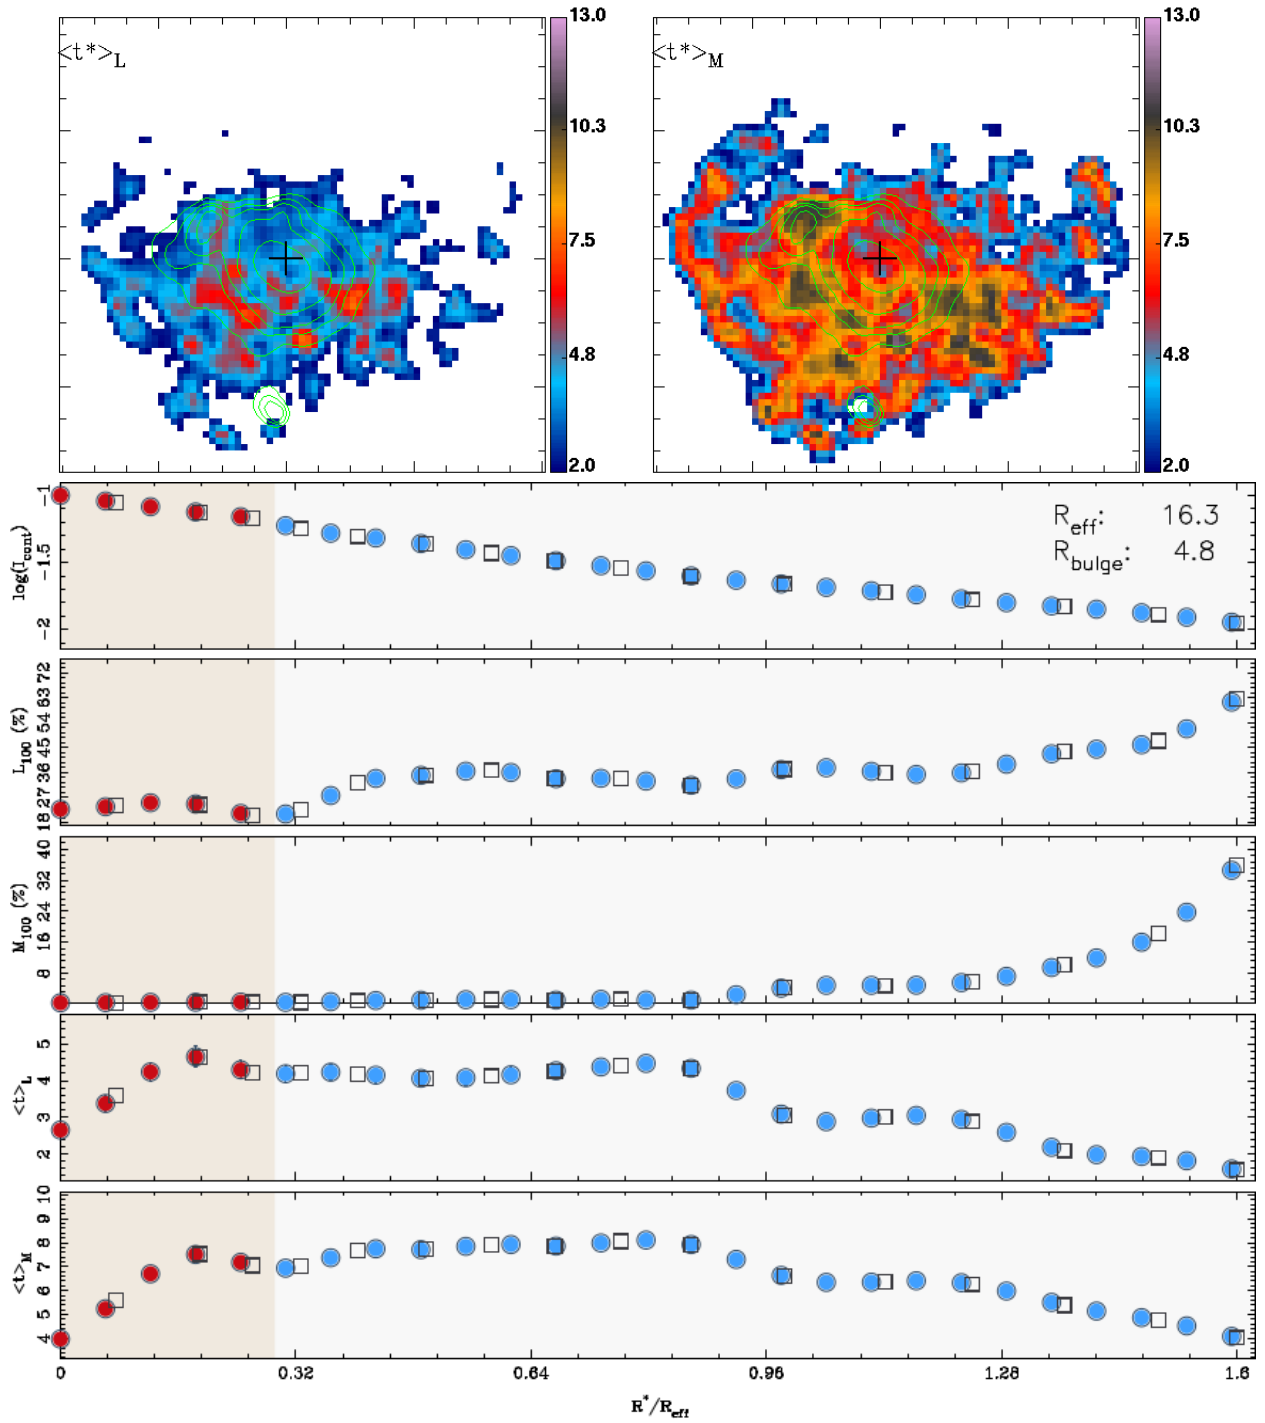 <t*>L
13.0
10.3
7.5
4.8
2.0
<t*>M
13.0
10.3
7.5
4.8
2.0
log(Icont)
-1
-1.5
-2
Reff: 16.3
Rbulge: 4.8
L100 (%)
18 27 36 45 54 63 72
M100 (%)
8 16 24 32 40
<t>L
2 3 4 5
<t>M
4 5 6 7 8 9 10
0 0.32 0.64 0.96 1.28 1.6
R*/Reff